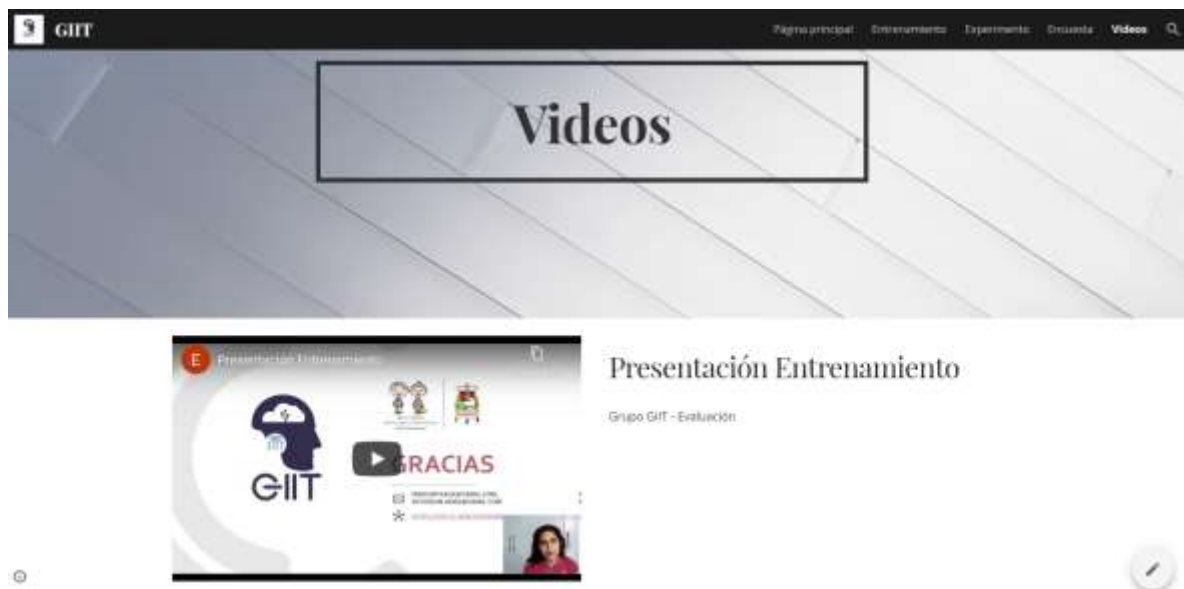 GIIT
Página principal Entrenamiento Experimento Encuesta Videos
Videos
E Presentación Entrenamiento
GIIT
GRACIAS
Presentación Entrenamiento
Grupo GIIT - Evaluación